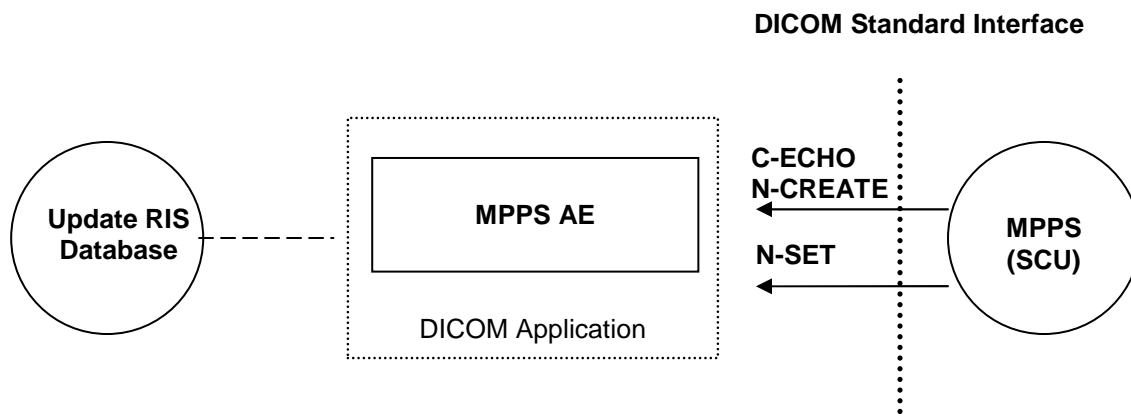 DICOM Standard Interface
Update RIS
Database
MPPS AE
DICOM Application
C-ECHO
N-CREATE
N-SET
MPPS
(SCU)